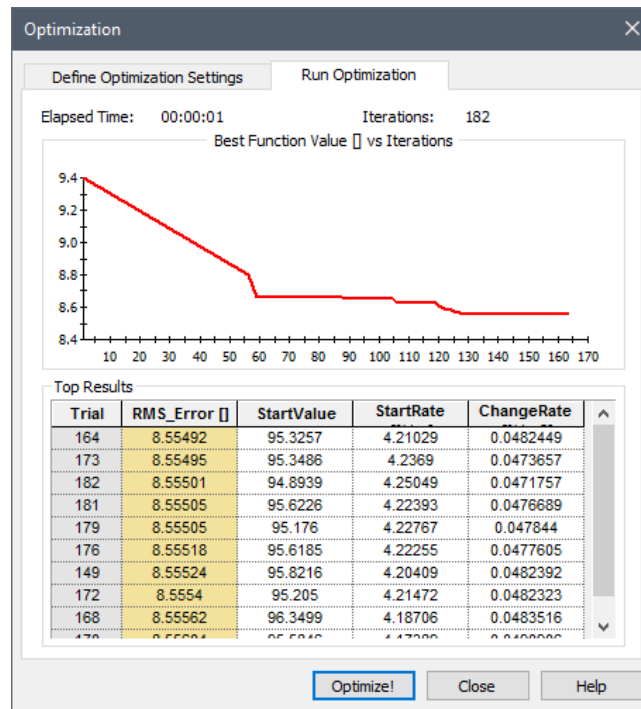 Optimization
Define Optimization Settings Run Optimization
Elapsed Time: 00:00:01 Iterations: 182
Best Function Value [] vs Iterations
9.4
9.2
9.0
8.8
8.6
8.4
10 20 30 40 50 60 70 80 90 100 110 120 130 140 150 160 170
Top Results
Trial RMS_Error [] StartValue StartRate ChangeRate
164 8.55492 95.3257 4.21029 0.0482449
173 8.55495 95.3486 4.2369 0.0473657
182 8.55501 94.8939 4.25049 0.0471757
181 8.55505 95.6226 4.22393 0.0476689
179 8.55505 95.176 4.22767 0.047844
176 8.55518 95.6185 4.22255 0.0477605
149 8.55524 95.8216 4.20409 0.0482392
172 8.5554 95.205 4.21472 0.0482323
168 8.55562 96.3499 4.18706 0.0483516
Optimize! Close Help